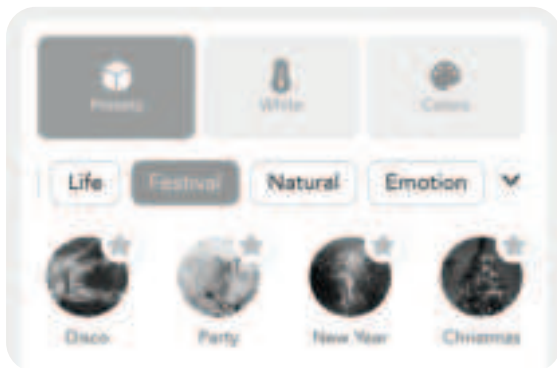 Presets White Colors
Life Festival Natural Emotion
Disco Party New Year Christmas